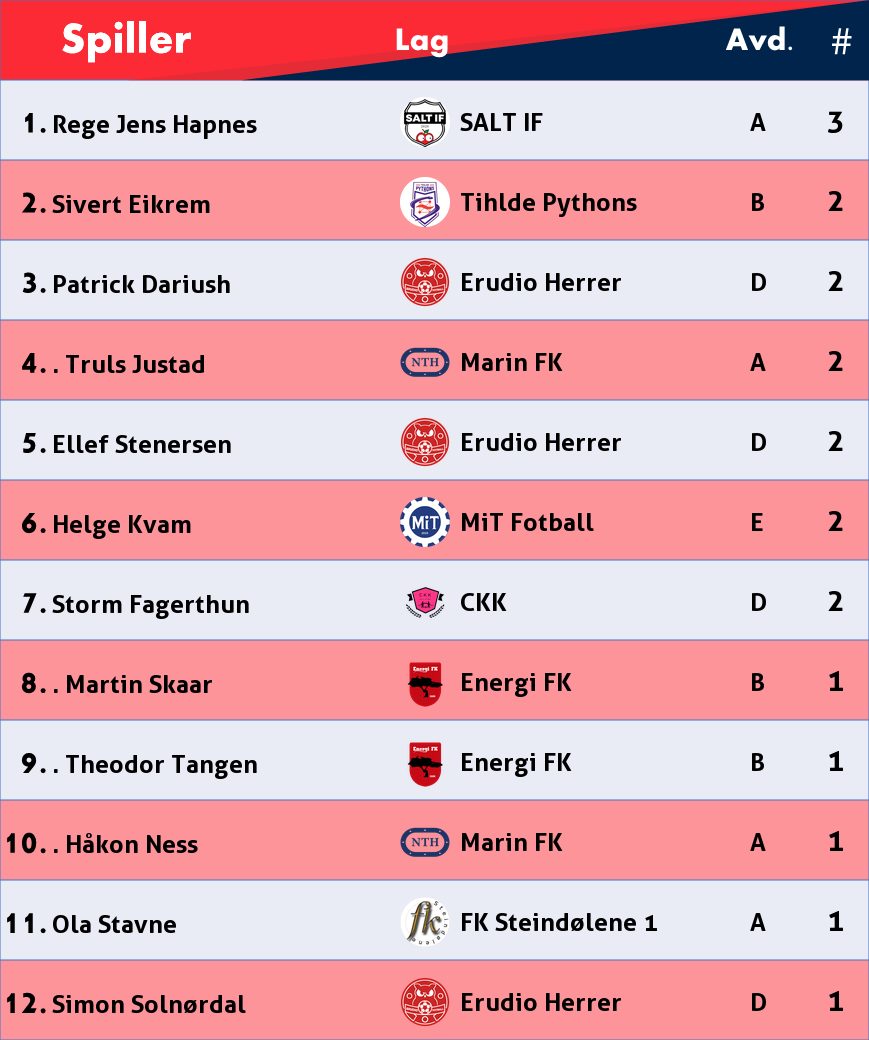 Spiller Lag Avd. #
1. Rege Jens Hapnes SALT IF SALT IF A 3
2. Sivert Eikrem PYTHONS Tihlde Pythons B 2
3. Patrick Dariush Erudio Herrer D 2
4. . Truls Justad NTH Marin FK A 2
5. Ellef Stenersen Erudio Herrer D 2
6. Helge Kvam MiT MiT Fotball E 2
7. Storm Fagerthun CKK CKK D 2
8. . Martin Skaar Energi FK Energi FK B 1
9. . Theodor Tangen Energi FK Energi FK B 1
10. . Håkon Ness NTH Marin FK A 1
11. Ola Stavne fk FK Steindølene 1 A 1
12. Simon Solnørdal Erudio Herrer D 1